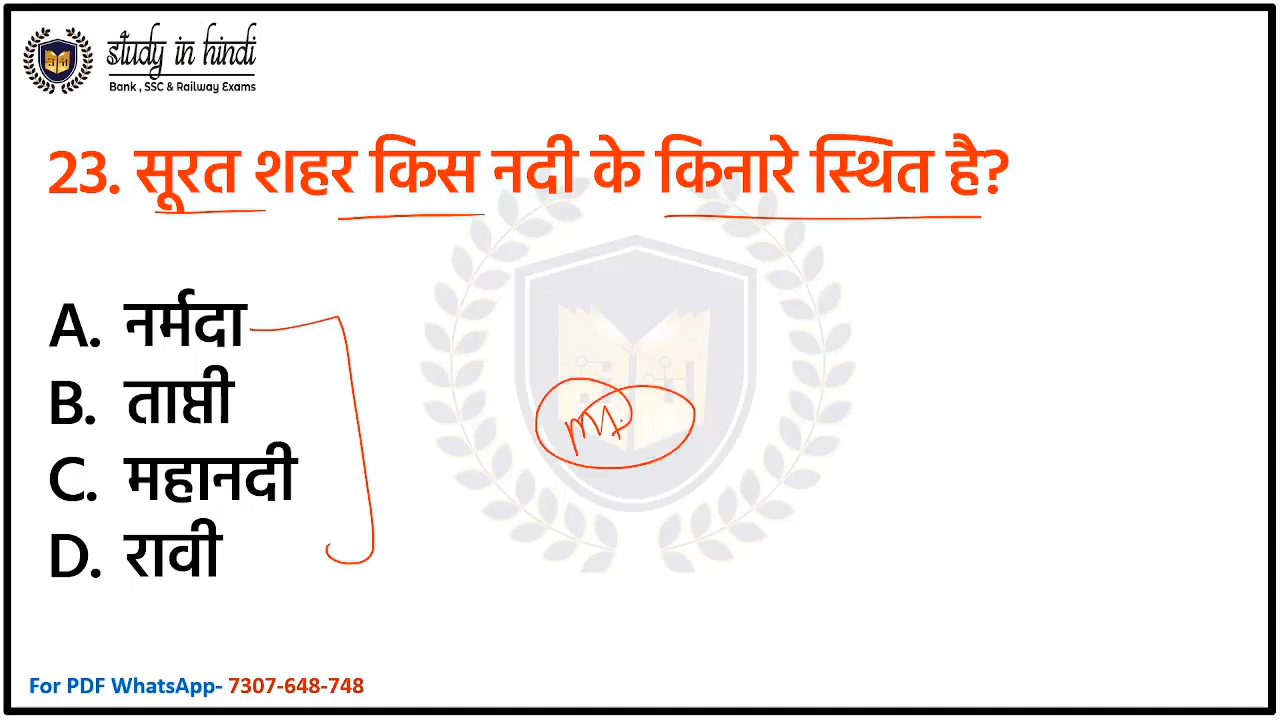 Study in hindi
Bank , SSC & Railway Exams
23. सूरत शहर किस नदी के किनारे स्थित है?
A. नर्मदा
B. ताप्ती
C. महानदी
D. रावी
For PDF WhatsApp- 7307-648-748